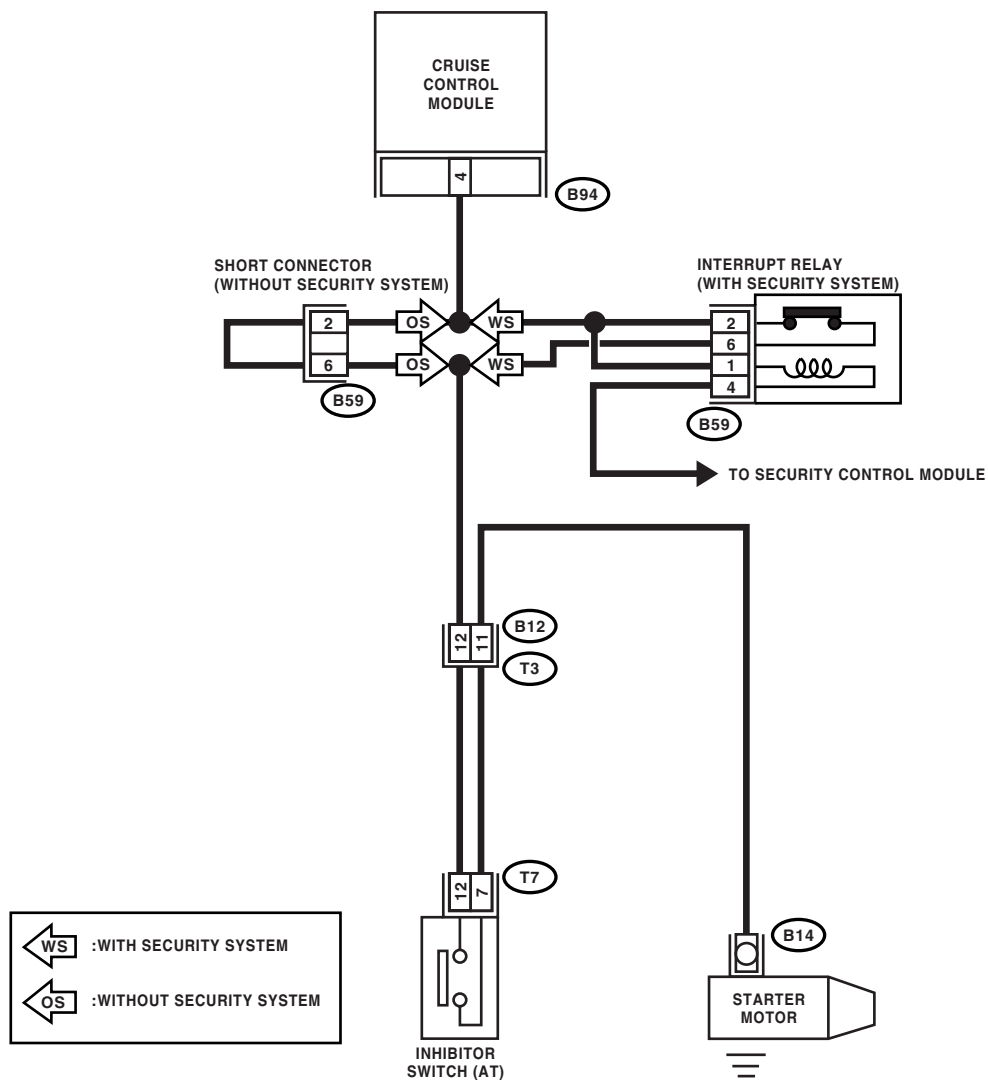 CRUISE
CONTROL
MODULE
4
B94
SHORT CONNECTOR
(WITHOUT SECURITY SYSTEM)
INTERRUPT RELAY
(WITH SECURITY SYSTEM)
2
OS
WS
2
6
6
OS
WS
1
4
B59
B59
TO SECURITY CONTROL MODULE
12
11
B12
T3
12
7
T7
WS :WITH SECURITY SYSTEM
OS :WITHOUT SECURITY SYSTEM
B14
STARTER
MOTOR
INHIBITOR
SWITCH (AT)